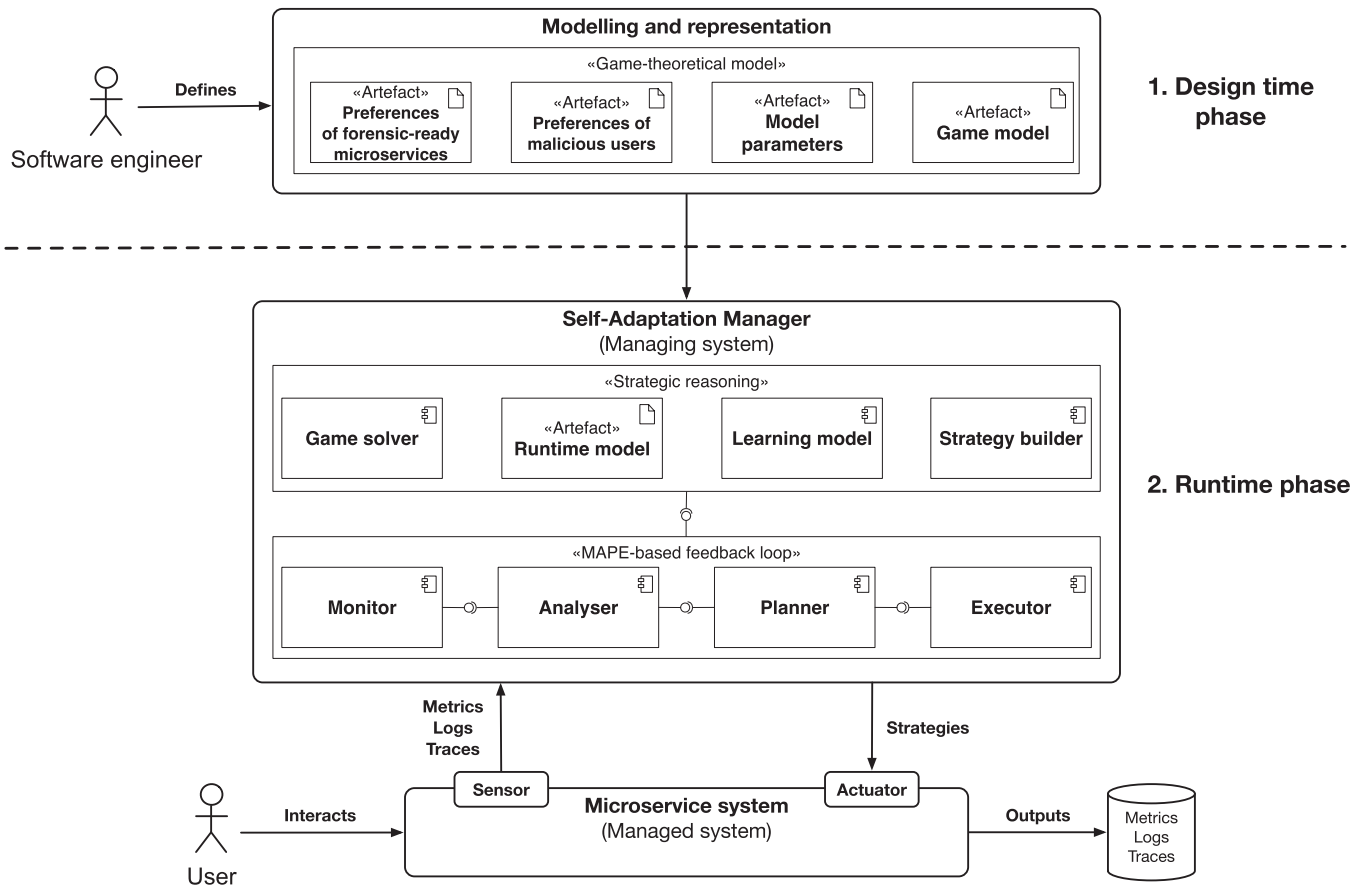 Modelling and representation
«Game-theoretical model»
Defines
Software engineer
«Artefact»
Preferences
of forensic-ready
microservices
«Artefact»
Preferences of
malicious users
«Artefact»
Model
parameters
«Artefact»
Game model
1. Design time
phase
Self-Adaptation Manager
(Managing system)
«Strategic reasoning»
Game solver
«Artefact»
Runtime model
Learning model
Strategy builder
2. Runtime phase
«MAPE-based feedback loop»
Monitor
Analyser
Planner
Executor
Metrics
Logs
Traces
Strategies
Sensor
Actuator
Microservice system
(Managed system)
Interacts
User
Outputs
Metrics
Logs
Traces